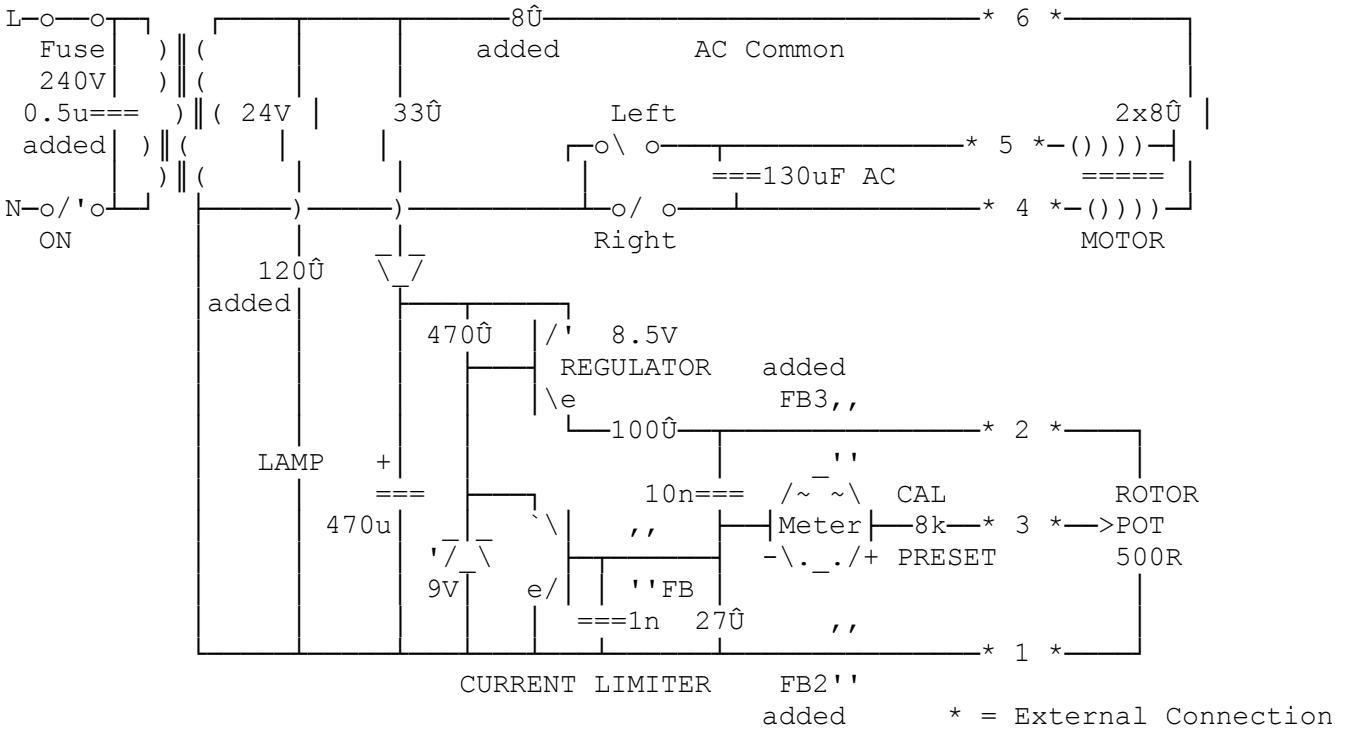 L─o──o 8Û * 6 *
Fuse added AC Common
240V
0.5u=== 24V 33Û Left 2x8Û
added o\ o * 5 *─())))
===130uF AC =====
N─o/'o o/ o * 4 *─())))
ON Right MOTOR
120Û
added
470Û 8.5V
REGULATOR added
\e FB3,,
100Û * 2 *
LAMP + ''
=== 10n=== CAL ROTOR
470u ,, Meter 8k * 3 * >POT
-\._./+ PRESET 500R
9V e/ ''FB
===1n 27Û ,,
* 1 *
CURRENT LIMITER FB2''
added * = External Connection